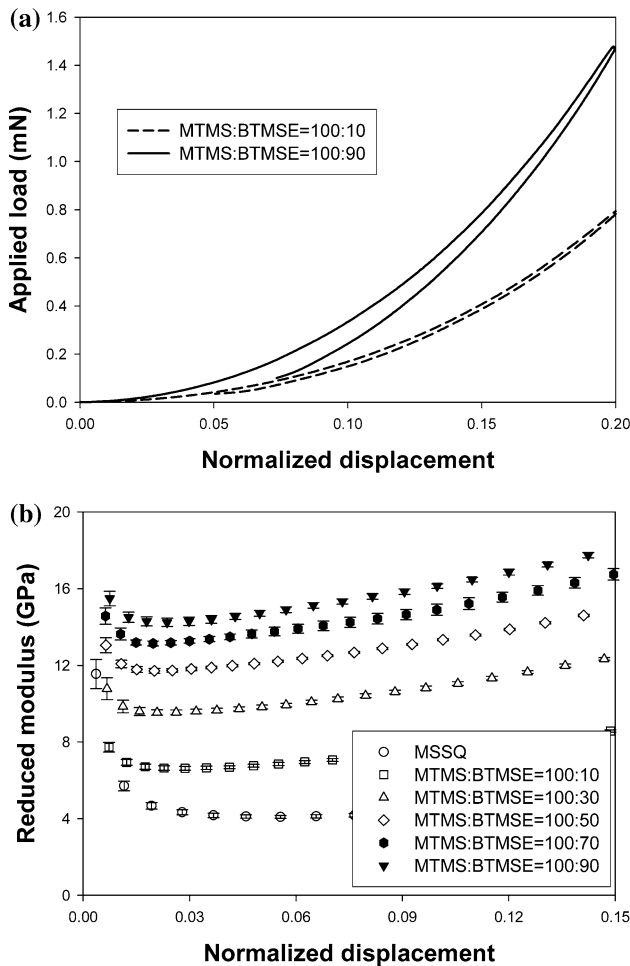 (a)
1.6
1.4
1.2
1.0
0.8
0.6
0.4
0.2
0.0
Applied load (mN)
MTMS:BTMSE=100:10
MTMS:BTMSE=100:90
0.00 0.05 0.10 0.15 0.20
Normalized displacement
(b)
20
16
12
8
4
0
Reduced modulus (GPa)
MSSQ
MTMS:BTMSE=100:10
MTMS:BTMSE=100:30
MTMS:BTMSE=100:50
MTMS:BTMSE=100:70
MTMS:BTMSE=100:90
0.00 0.03 0.06 0.09 0.12 0.15
Normalized displacement